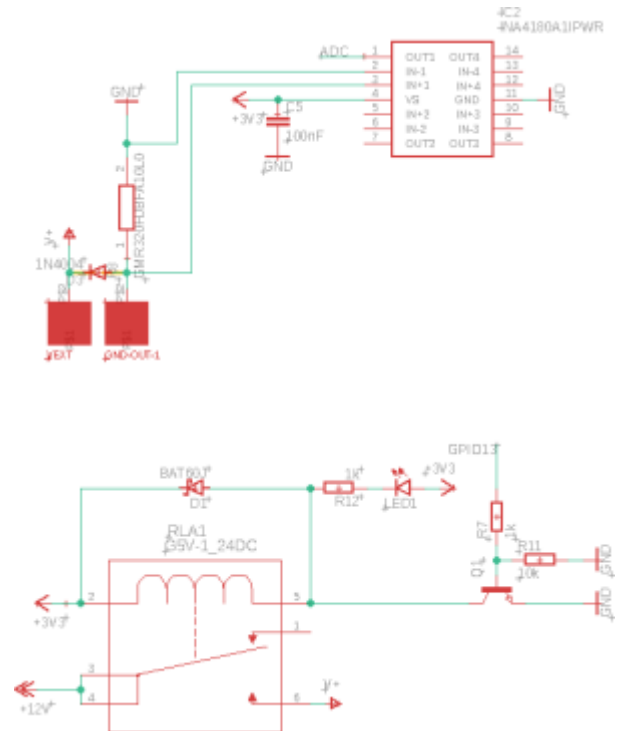 IC2
INA4180A1IPWR
ADC
1 OUT1 OUT4 14
2 IN-1 IN-4 13
3 IN+1 IN+4 12
4 VS GND 11
5 IN+2 IN+3 10
6 IN-2 IN-3 9
7 OUT2 OUT3 8
GND
GND
+3V3
C5
100nF
GND
2
1
V+
1N4004
VEXT
GND-OUT-1
GPIO13
BAT60J
D1
1k
R12
LED1
+3V3
R7
1k
R11
10k
GND
GND
Q1
RLA1
G5V-1_24DC
2
5
+3V3
1
3
4
+12V
6
V+